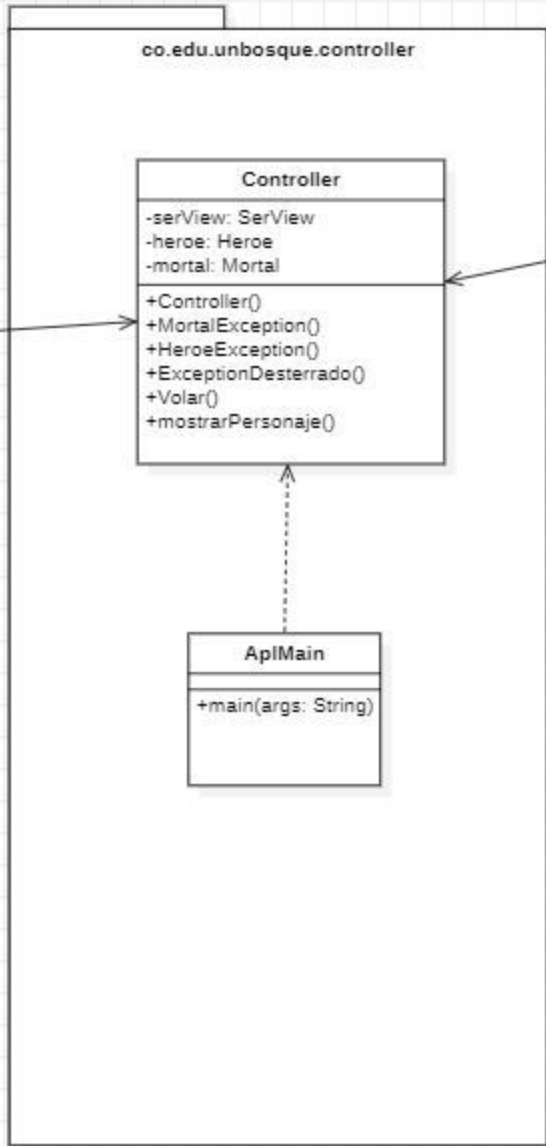 co.edu.unbosque.controller
Controller
-serView: SerView
-heroe: Heroe
-mortal: Mortal
+Controller()
+MortalException()
+HeroeException()
+ExceptionDesterrado()
+Volar()
+mostrarPersonaje()
AplMain
+main(args: String)